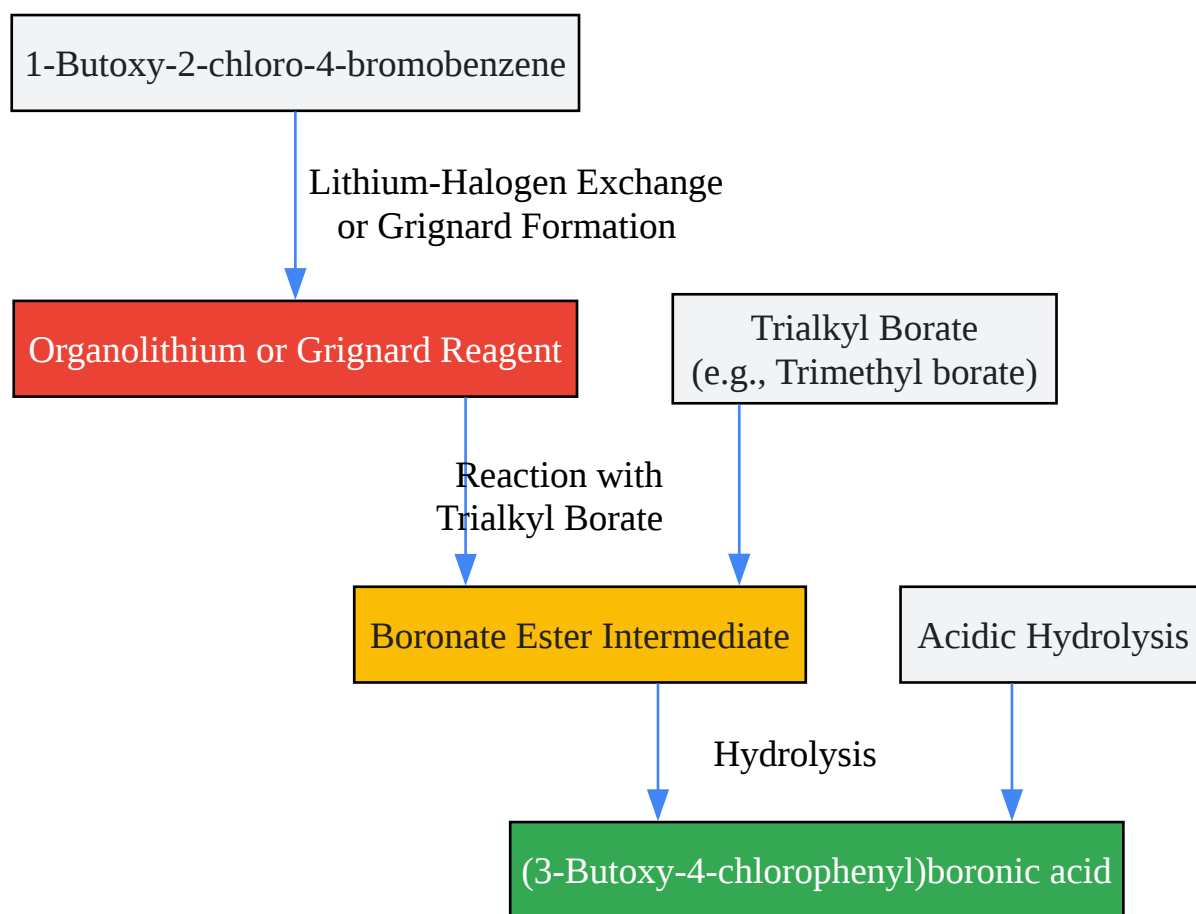 1-Butoxy-2-chloro-4-bromobenzene
Lithium-Halogen Exchange
or Grignard Formation
Organolithium or Grignard Reagent
Trialkyl Borate
(e.g., Trimethyl borate)
Reaction with
Trialkyl Borate
Boronate Ester Intermediate
Acidic Hydrolysis
Hydrolysis
(3-Butoxy-4-chlorophenyl)boronic acid